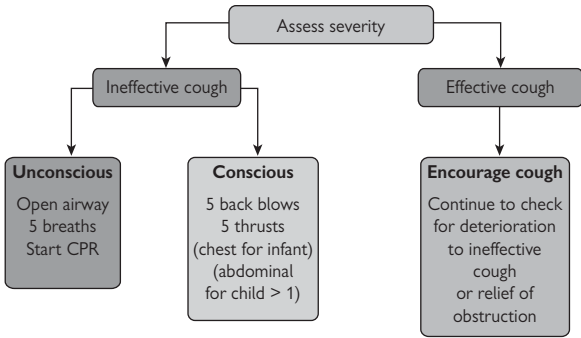 Assess severity
Ineffective cough
Effective cough
Unconscious
Open airway
5 breaths
Start CPR
Conscious
5 back blows
5 thrusts
(chest for infant)
(abdominal
for child > 1)
Encourage cough
Continue to check
for deterioration
to ineffective
cough
or relief of
obstruction